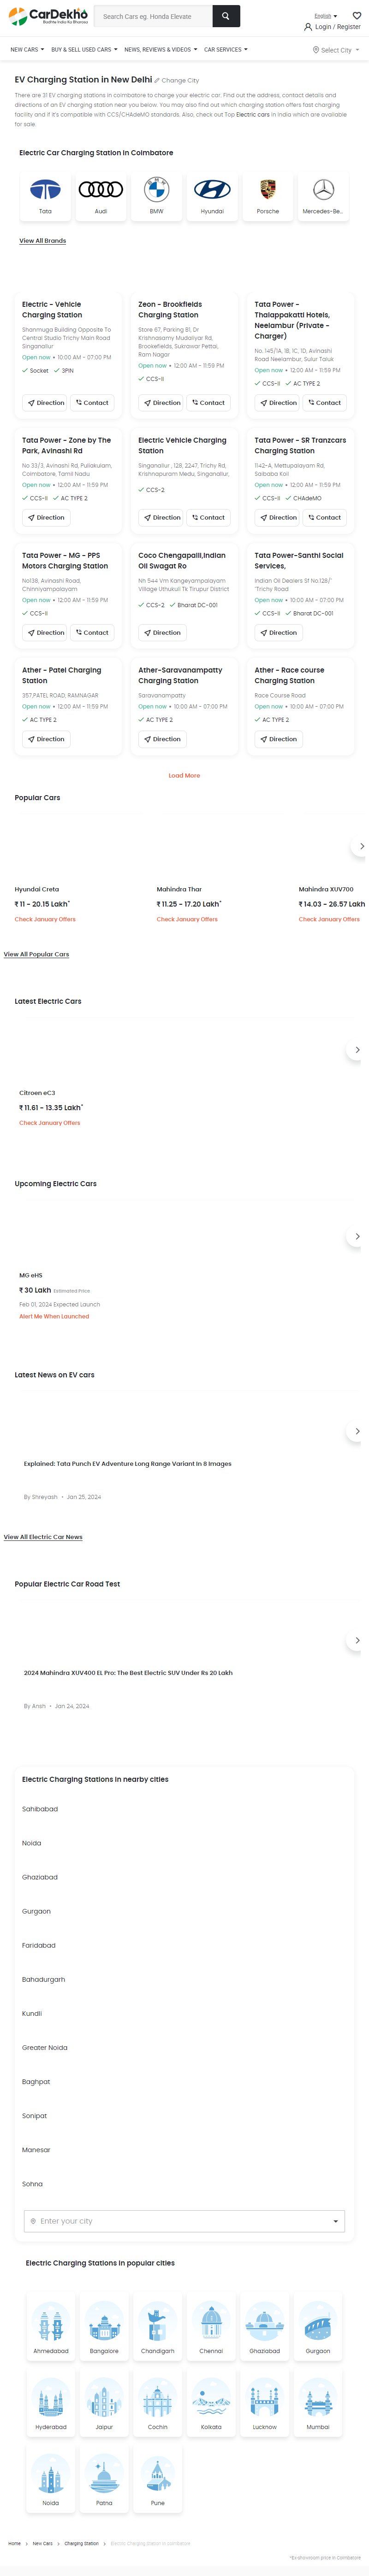 CarDekho
Badhte India Ka Bharosa
Search Cars eg. Honda Elevate
English
Login / Register
NEW CARS
BUY & SELL USED CARS
NEWS, REVIEWS & VIDEOS
CAR SERVICES
Select City
EV Charging Station in New Delhi
Change City
There are 31 EV charging stations in coimbatore to charge your electric car. Find out the address, contact details and
directions of an EV charging station near you below. You may also find out which charging station offers fast charging
facility and if it's compatible with CCS/CHAdeMO standards. Also, check out Top Electric cars in India which are available
for sale.
Electric Car Charging Station in Coimbatore
Tata
Audi
BMW
Hyundai
Porsche
Mercedes-Be...
View All Brands
Electric - Vehicle
Charging Station
Shanmuga Building Opposite To
Central Studio Trichy Main Road
Singanallur
Open now • 10:00 AM - 07:00 PM
Socket
3PIN
Direction
Contact
Zeon - Brookfields
Charging Station
Store 67, Parking B1, Dr
Krishnasamy Mudaliyar Rd,
Brookefields, Sukrawar Pettai,
Ram Nagar
Open now • 12:00 AM - 11:59 PM
CCS-II
Direction
Contact
Tata Power -
Thalappakatti Hotels,
Neelambur (Private -
Charger)
No, 145/1A, 1B, 1C, 1D, Avinashi
Road Neelambur, Sulur Taluk
Open now • 12:00 AM - 11:59 PM
CCS-II
AC TYPE 2
Direction
Contact
Tata Power - Zone by The
Park, Avinashi Rd
No 33/3, Avinashi Rd, Puliakulam,
Coimbatore, Tamil Nadu
Open now • 12:00 AM - 11:59 PM
CCS-II
AC TYPE 2
Direction
Electric Vehicle Charging
Station
Singanallur , 128, 2247, Trichy Rd,
Krishnapuram Medu, Singanallur,
CCS-2
Direction
Contact
Tata Power - SR Tranzcars
Charging Station
1142-A, Mettupalayam Rd,
Saibaba Koil
Open now • 12:00 AM - 11:59 PM
CCS-II
CHAdeMO
Direction
Contact
Tata Power - MG - PPS
Motors Charging Station
No138, Avinashi Road,
Chinniyampalayam
Open now • 12:00 AM - 11:59 PM
CCS-II
Direction
Contact
Coco Chengapalli,Indian
Oil Swagat Ro
Nh 544 Vm Kangeyampalayam
Village Uthukuli Tk Tirupur District
CCS-2
Bharat DC-001
Direction
Tata Power-Santhi Social
Services,
Indian Oil Dealers Sf No.128/'
'Trichy Road
Open now • 10:00 AM - 07:00 PM
CCS-II
Bharat DC-001
Direction
Ather - Patel Charging
Station
357,PATEL ROAD, RAMNAGAR
Open now • 12:00 AM - 11:59 PM
AC TYPE 2
Direction
Ather-Saravanampatty
Charging Station
Saravanampatty
Open now • 10:00 AM - 07:00 PM
AC TYPE 2
Direction
Ather - Race course
Charging Station
Race Course Road
Open now • 10:00 AM - 07:00 PM
AC TYPE 2
Direction
Load More
Popular Cars
Hyundai Creta
₹ 11 - 20.15 Lakh*
Check January Offers
Mahindra Thar
₹ 11.25 - 17.20 Lakh*
Check January Offers
Mahindra XUV700
₹ 14.03 - 26.57 Lakh
Check January Offers
View All Popular Cars
Latest Electric Cars
Citroen eC3
₹ 11.61 - 13.35 Lakh*
Check January Offers
Upcoming Electric Cars
MG eHS
₹ 30 Lakh Estimated Price
Feb 01, 2024 Expected Launch
Alert Me When Launched
Latest News on EV cars
Explained: Tata Punch EV Adventure Long Range Variant In 8 Images
By Shreyash • Jan 25, 2024
View All Electric Car News
Popular Electric Car Road Test
2024 Mahindra XUV400 EL Pro: The Best Electric SUV Under Rs 20 Lakh
By Ansh • Jan 24, 2024
Electric Charging Stations in nearby cities
Sahibabad
Noida
Ghaziabad
Gurgaon
Faridabad
Bahadurgarh
Kundli
Greater Noida
Baghpat
Sonipat
Manesar
Sohna
Enter your city
Electric Charging Stations in popular cities
Ahmedabad
Bangalore
Chandigarh
Chennai
Ghaziabad
Gurgaon
Hyderabad
Jaipur
Cochin
Kolkata
Lucknow
Mumbai
Noida
Patna
Pune
Home
New Cars
Charging Station
Electric Charging Station in coimbatore
*Ex-showroom price in Coimbatore